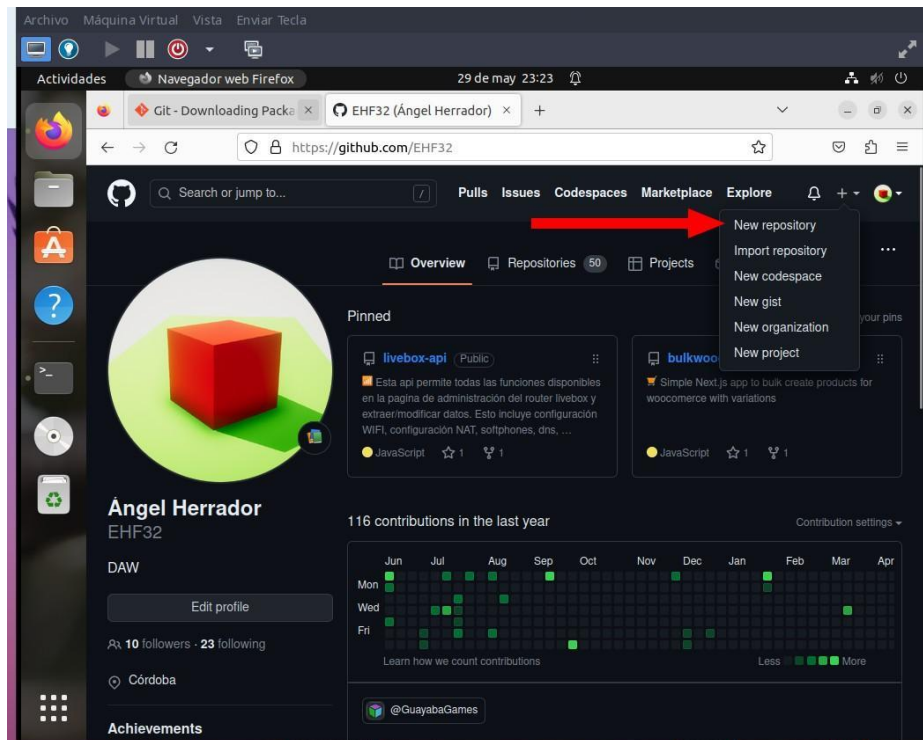 Archivo Máquina Virtual Vista Enviar Tecla
Actividades Navegador web Firefox 29 de may 23:23
Git - Downloading Packa EHF32 (Ángel Herrador)
https://github.com/EHF32
Search or jump to... / Pulls Issues Codespaces Marketplace Explore
New repository
Import repository
New codespace
New gist
New organization
New project
Overview Repositories 50 Projects
Pinned your pins
livebox-api Public
Esta api permite todas las funciones disponibles
en la pagina de administración del router livebox y
extraer/modificar datos. Esto incluye configuración
WIFI, configuración NAT, softphones, dns, ...
JavaScript 1 1
bulkwoo
Simple Next.js app to bulk create products for
woocomerce with variations
JavaScript 1 1
Ángel Herrador
EHF32
DAW
Edit profile
10 followers · 23 following
Córdoba
Achievements
116 contributions in the last year Contribution settings
Jun Jul Aug Sep Oct Nov Dec Jan Feb Mar Apr
Mon
Wed
Fri
Learn how we count contributions Less More
@GuayabaGames